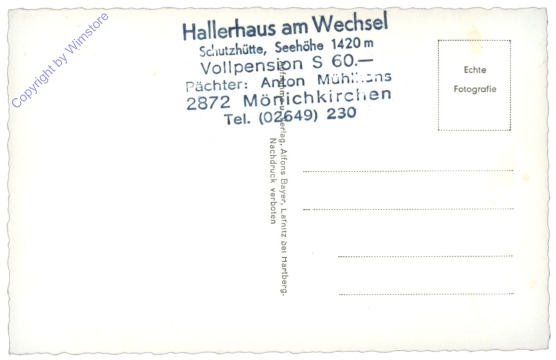 Hallerhaus am Wechsel
Schutzhütte, Seehöhe 1420 m
Vollpension S 60.—
Pächter: Anton
2872 Mönichkirchen
Tel. (02649) 230
Echte
Fotografie
Verlag, Alfons Bayer, Lafnitz bei Hartberg.
Nachdruck verboten
Copyright by Wimstore